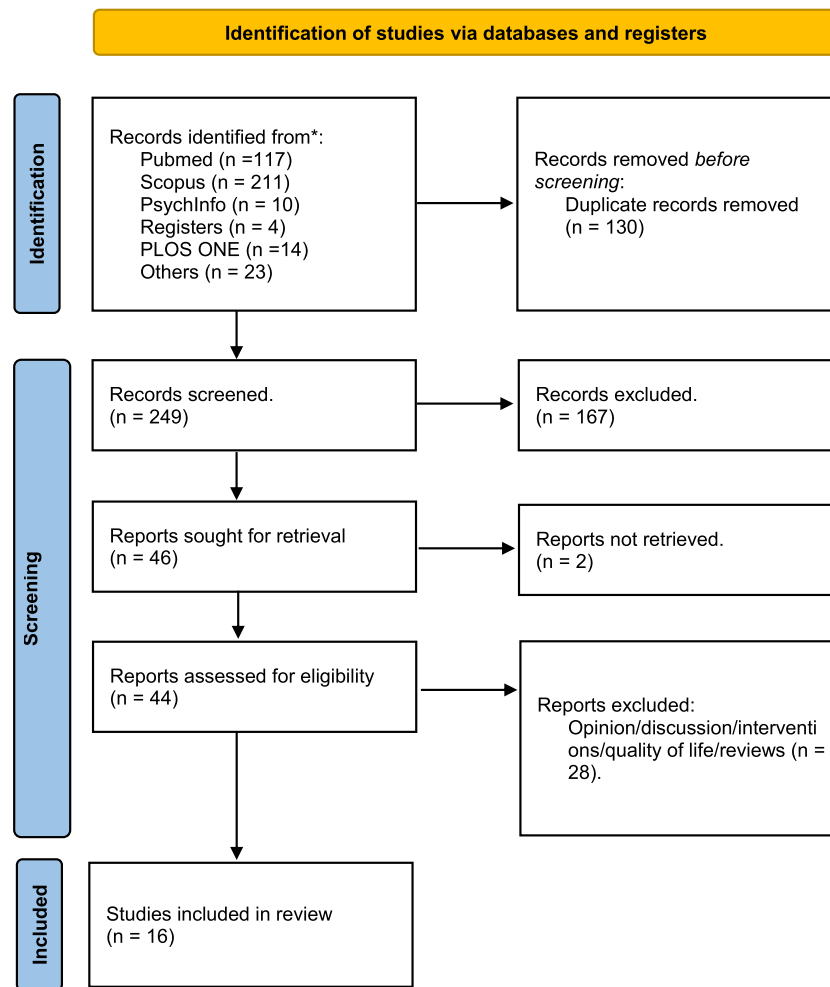 Identification of studies via databases and registers
Identification
Records identified from*:
Pubmed (n =117)
Scopus (n = 211)
PsychInfo (n = 10)
Registers (n = 4)
PLOS ONE (n =14)
Others (n = 23)
Records removed before
screening:
Duplicate records removed
(n = 130)
Screening
Records screened.
(n = 249)
Records excluded.
(n = 167)
Reports sought for retrieval
(n = 46)
Reports not retrieved.
(n = 2)
Reports assessed for eligibility
(n = 44)
Reports excluded:
Opinion/discussion/interventi
ons/quality of life/reviews (n =
28).
Included
Studies included in review
(n = 16)